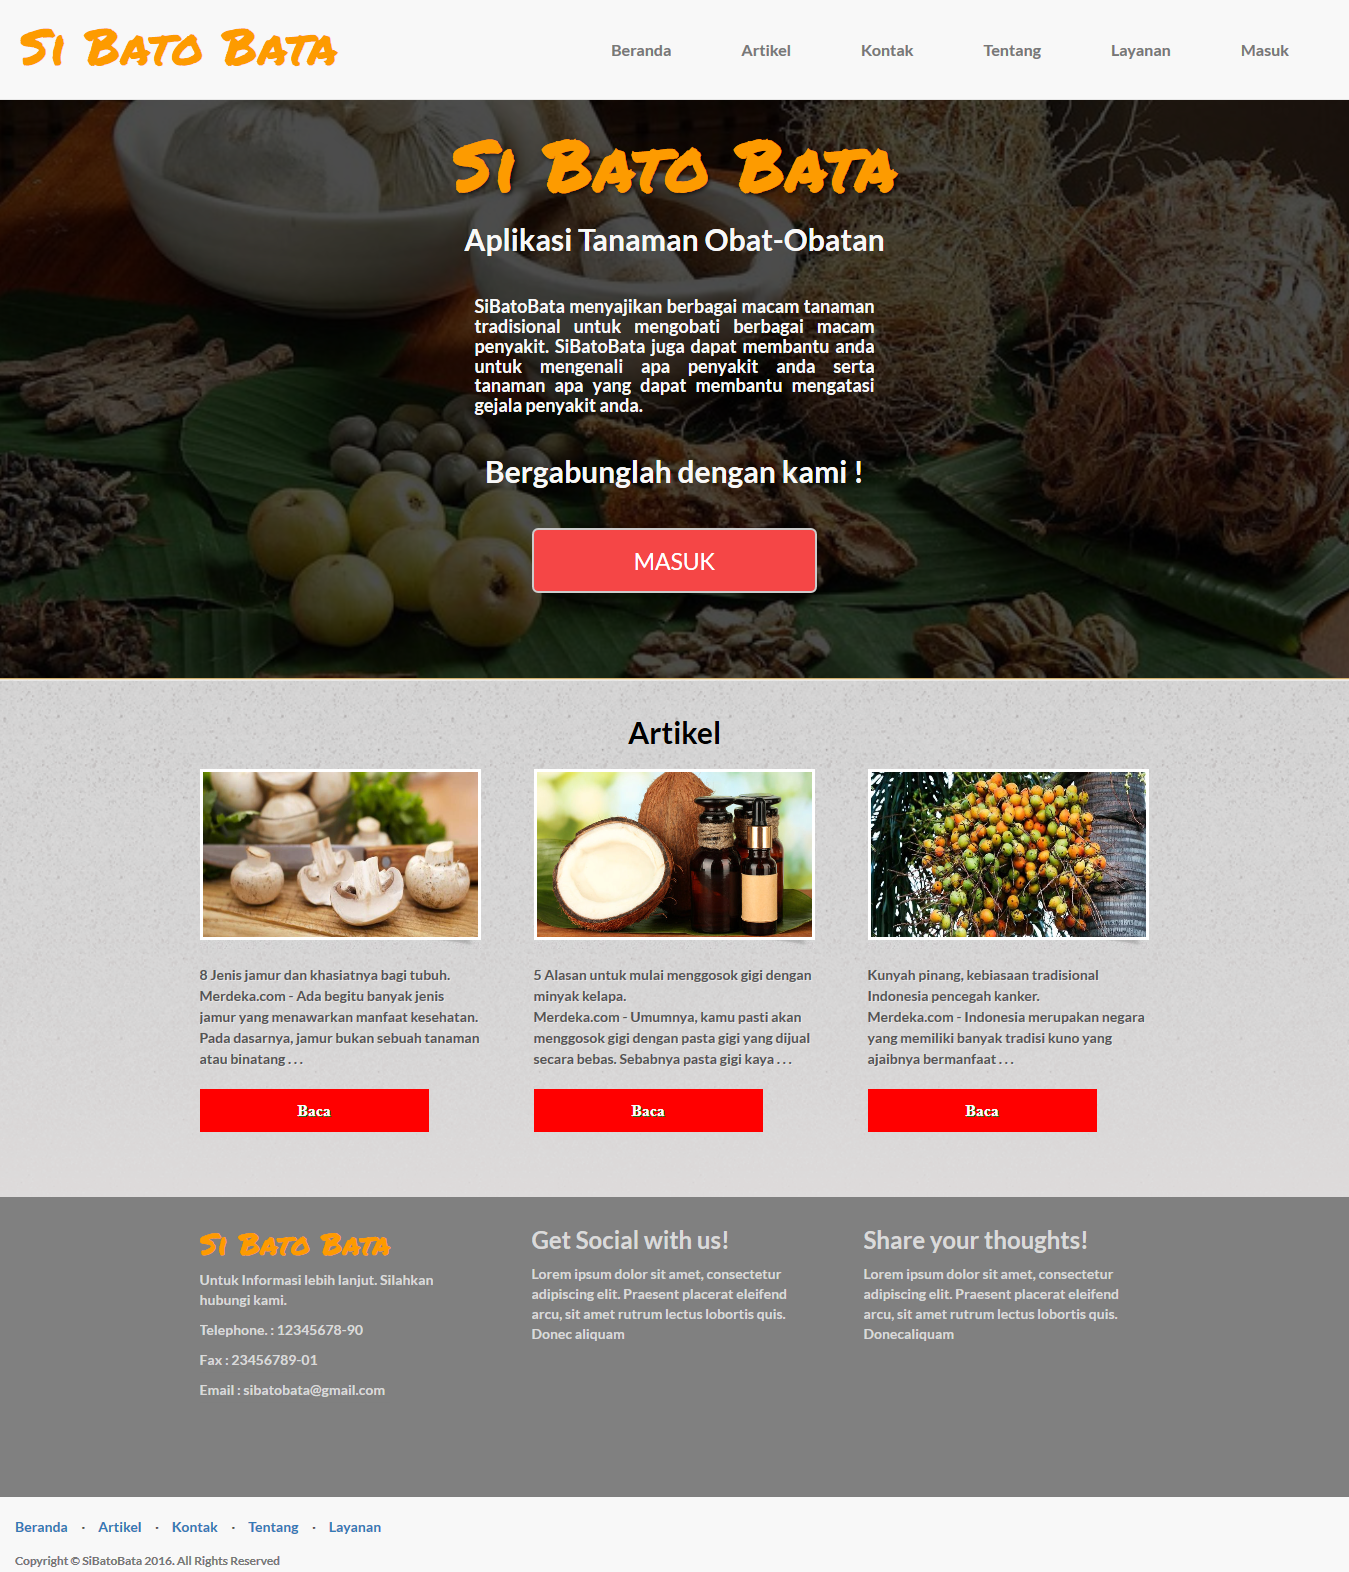 Si Bato Bata
Beranda Artikel Kontak Tentang Layanan Masuk
Si Bato Bata
Aplikasi Tanaman Obat-Obatan
SiBatoBata menyajikan berbagai macam tanaman
tradisional untuk mengobati berbagai macam
penyakit. SiBatoBata juga dapat membantu anda
untuk mengenali apa penyakit anda serta
tanaman apa yang dapat membantu mengatasi
gejala penyakit anda.
Bergabunglah dengan kami !
MASUK
Artikel
8 Jenis jamur dan khasiatnya bagi tubuh.
Merdeka.com - Ada begitu banyak jenis
jamur yang menawarkan manfaat kesehatan.
Pada dasarnya, jamur bukan sebuah tanaman
atau binatang . . .
Baca
5 Alasan untuk mulai menggosok gigi dengan
minyak kelapa.
Merdeka.com - Umumnya, kamu pasti akan
menggosok gigi dengan pasta gigi yang dijual
secara bebas. Sebabnya pasta gigi kaya . . .
Baca
Kunyah pinang, kebiasaan tradisional
Indonesia pencegah kanker.
Merdeka.com - Indonesia merupakan negara
yang memiliki banyak tradisi kuno yang
ajaibnya bermanfaat . . .
Baca
Si Bato Bata
Untuk Informasi lebih lanjut. Silahkan
hubungi kami.
Telephone. : 12345678-90
Fax : 23456789-01
Email : sibatobata@gmail.com
Get Social with us!
Lorem ipsum dolor sit amet, consectetur
adipiscing elit. Praesent placerat eleifend
arcu, sit amet rutrum lectus lobortis quis.
Donec aliquam
Share your thoughts!
Lorem ipsum dolor sit amet, consectetur
adipiscing elit. Praesent placerat eleifend
arcu, sit amet rutrum lectus lobortis quis.
Donecaliquam
Beranda · Artikel · Kontak · Tentang · Layanan
Copyright © SiBatoBata 2016. All Rights Reserved